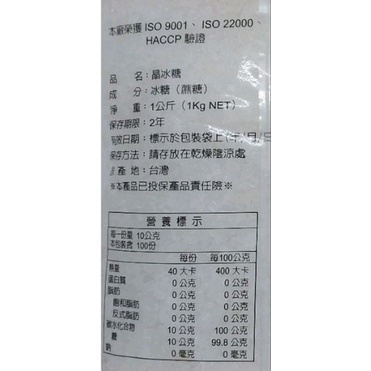 本廠榮獲 ISO 9001、ISO 22000、
HACCP 驗證
品 名：晶冰糖
成 分：冰糖（蔗糖）
淨 重：1公斤（1Kg NET）
保存期限：2年
有效日期：標示於包裝袋上(年/月/日
保存方法：請存放在乾燥陰涼處
產地：台灣
※本產品已投保產品責任險※
營養標示
每一份量 10公克
本包裝含 100份
每份 每100公克
熱量 40 大卡 400 大卡
蛋白質 0 公克 0 公克
脂肪 0 公克 0 公克
飽和脂肪 0 公克 0 公克
反式脂肪 0 公克 0 公克
碳水化合物 10 公克 100 公克
糖 10 公克 99.8 公克
鈉 0 毫克 0 毫克